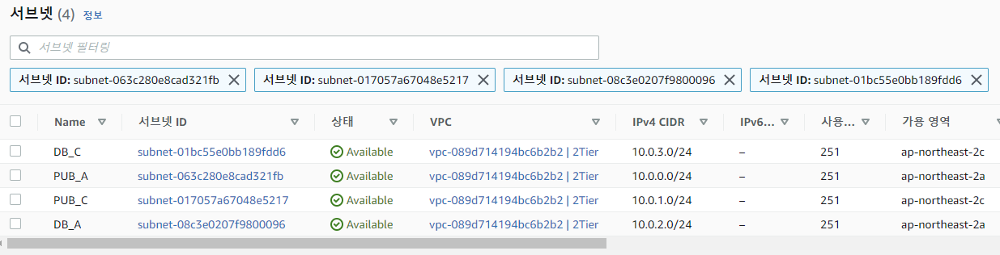 서브넷 (4) 정보
서브넷 필터링
서브넷 ID: subnet-063c280e8cad321fb 서브넷 ID: subnet-017057a67048e5217 서브넷 ID: subnet-08c3e0207f9800096 서브넷 ID: subnet-01bc55e0bb189fdd6
Name 서브넷 ID 상태 VPC IPv4 CIDR IPv6... 사용... 가용 영역
DB_C subnet-01bc55e0bb189fdd6 Available vpc-089d714194bc6b2b2 | 2Tier 10.0.3.0/24 – 251 ap-northeast-2c
PUB_A subnet-063c280e8cad321fb Available vpc-089d714194bc6b2b2 | 2Tier 10.0.0.0/24 – 251 ap-northeast-2a
PUB_C subnet-017057a67048e5217 Available vpc-089d714194bc6b2b2 | 2Tier 10.0.1.0/24 – 251 ap-northeast-2c
DB_A subnet-08c3e0207f9800096 Available vpc-089d714194bc6b2b2 | 2Tier 10.0.2.0/24 – 251 ap-northeast-2a